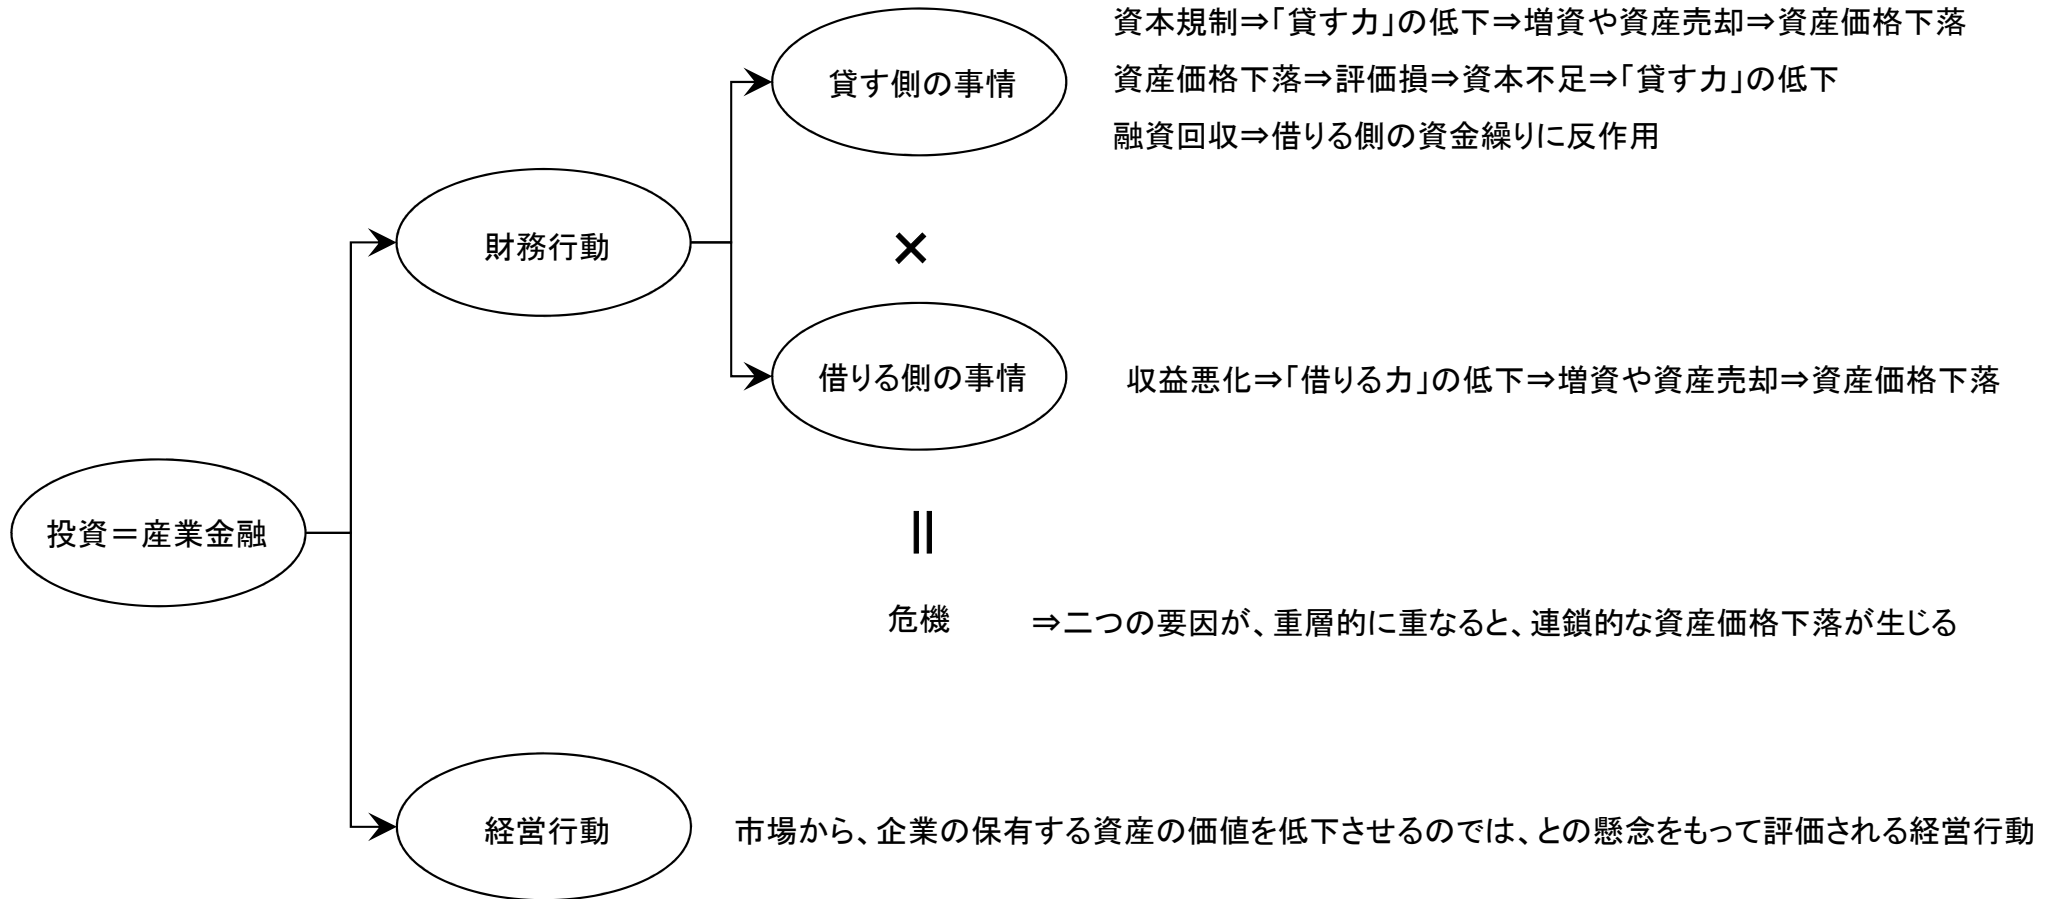 資本規制⇒「貸す力」の低下⇒増資や資産売却⇒資産価格下落
貸す側の事情
資産価格下落⇒評価損⇒資本不足⇒「貸す力」の低下
融資回収⇒借りる側の資金繰りに反作用
財務行動
×
借りる側の事情
収益悪化⇒「借りる力」の低下⇒増資や資産売却⇒資産価格下落
投資＝産業金融
||
危機
⇒二つの要因が、重層的に重なると、連鎖的な資産価格下落が生じる
経営行動
市場から、企業の保有する資産の価値を低下させるのでは、との懸念をもって評価される経営行動